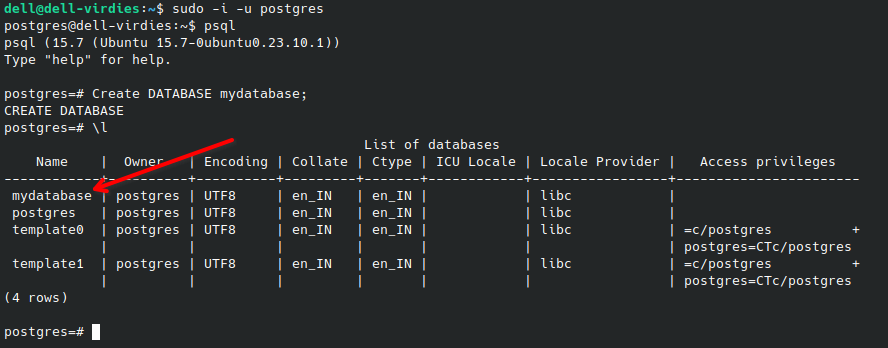 dell@dell-virdies:~$ sudo -i -u postgres
postgres@dell-virdies:~$ psql
psql (15.7 (Ubuntu 15.7-0ubuntu0.23.10.1))
Type "help" for help.

postgres=# Create DATABASE mydatabase;
CREATE DATABASE
postgres=# \l
                                             List of databases
    Name    |  Owner   | Encoding | Collate | Ctype | ICU Locale | Locale Provider |   Access privileges
------------+----------+----------+---------+-------+------------+-----------------+-----------------------
 mydatabase | postgres | UTF8     | en_IN   | en_IN |            | libc            |
 postgres   | postgres | UTF8     | en_IN   | en_IN |            | libc            |
 template0  | postgres | UTF8     | en_IN   | en_IN |            | libc            | =c/postgres          +
            |          |          |         |       |            |                 | postgres=CTc/postgres
 template1  | postgres | UTF8     | en_IN   | en_IN |            | libc            | =c/postgres          +
            |          |          |         |       |            |                 | postgres=CTc/postgres
(4 rows)

postgres=#